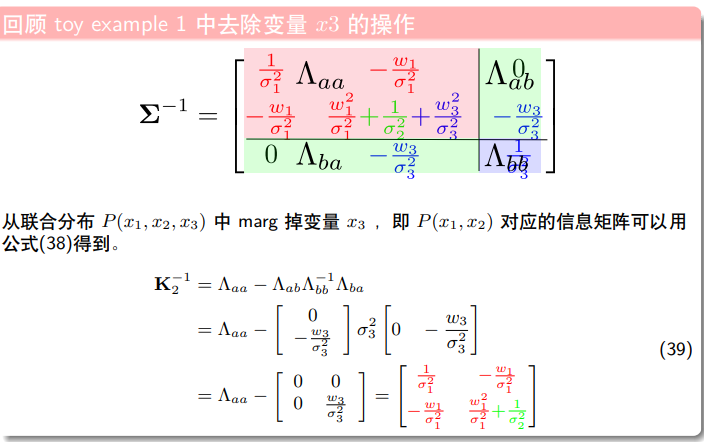 回顾 toy example 1 中去除变量 x3 的操作
$\mathbf{\Sigma}^{-1} = \begin{bmatrix} \frac{1}{\sigma_1^2} \; \Lambda_{aa} & -\frac{w_1}{\sigma_1^2} & 0 \; \Lambda_{ab} \\ -\frac{w_1}{\sigma_1^2} & \frac{w_1^2}{\sigma_1^2}+\frac{1}{\sigma_2^2}+\frac{w_3^2}{\sigma_3^2} & -\frac{w_3}{\sigma_3^2} \\ 0 \; \Lambda_{ba} & -\frac{w_3}{\sigma_3^2} & \frac{1}{\sigma_3^2} \; \Lambda_{bb} \end{bmatrix}$
从联合分布 $P(x_1, x_2, x_3)$ 中 marg 掉变量 $x_3$ ，即 $P(x_1, x_2)$ 对应的信息矩阵可以用
公式(38)得到。
$\mathbf{K}_2^{-1} = \Lambda_{aa} - \Lambda_{ab}\Lambda_{bb}^{-1}\Lambda_{ba}$
$= \Lambda_{aa} - \begin{bmatrix} 0 \\ -\frac{w_3}{\sigma_3^2} \end{bmatrix} \sigma_3^2 \begin{bmatrix} 0 & -\frac{w_3}{\sigma_3^2} \end{bmatrix}$
(39)
$= \Lambda_{aa} - \begin{bmatrix} 0 & 0 \\ 0 & \frac{w_3}{\sigma_3^2} \end{bmatrix} = \begin{bmatrix} \frac{1}{\sigma_1^2} & -\frac{w_1}{\sigma_1^2} \\ -\frac{w_1}{\sigma_1^2} & \frac{w_1^2}{\sigma_1^2}+\frac{1}{\sigma_2^2} \end{bmatrix}$